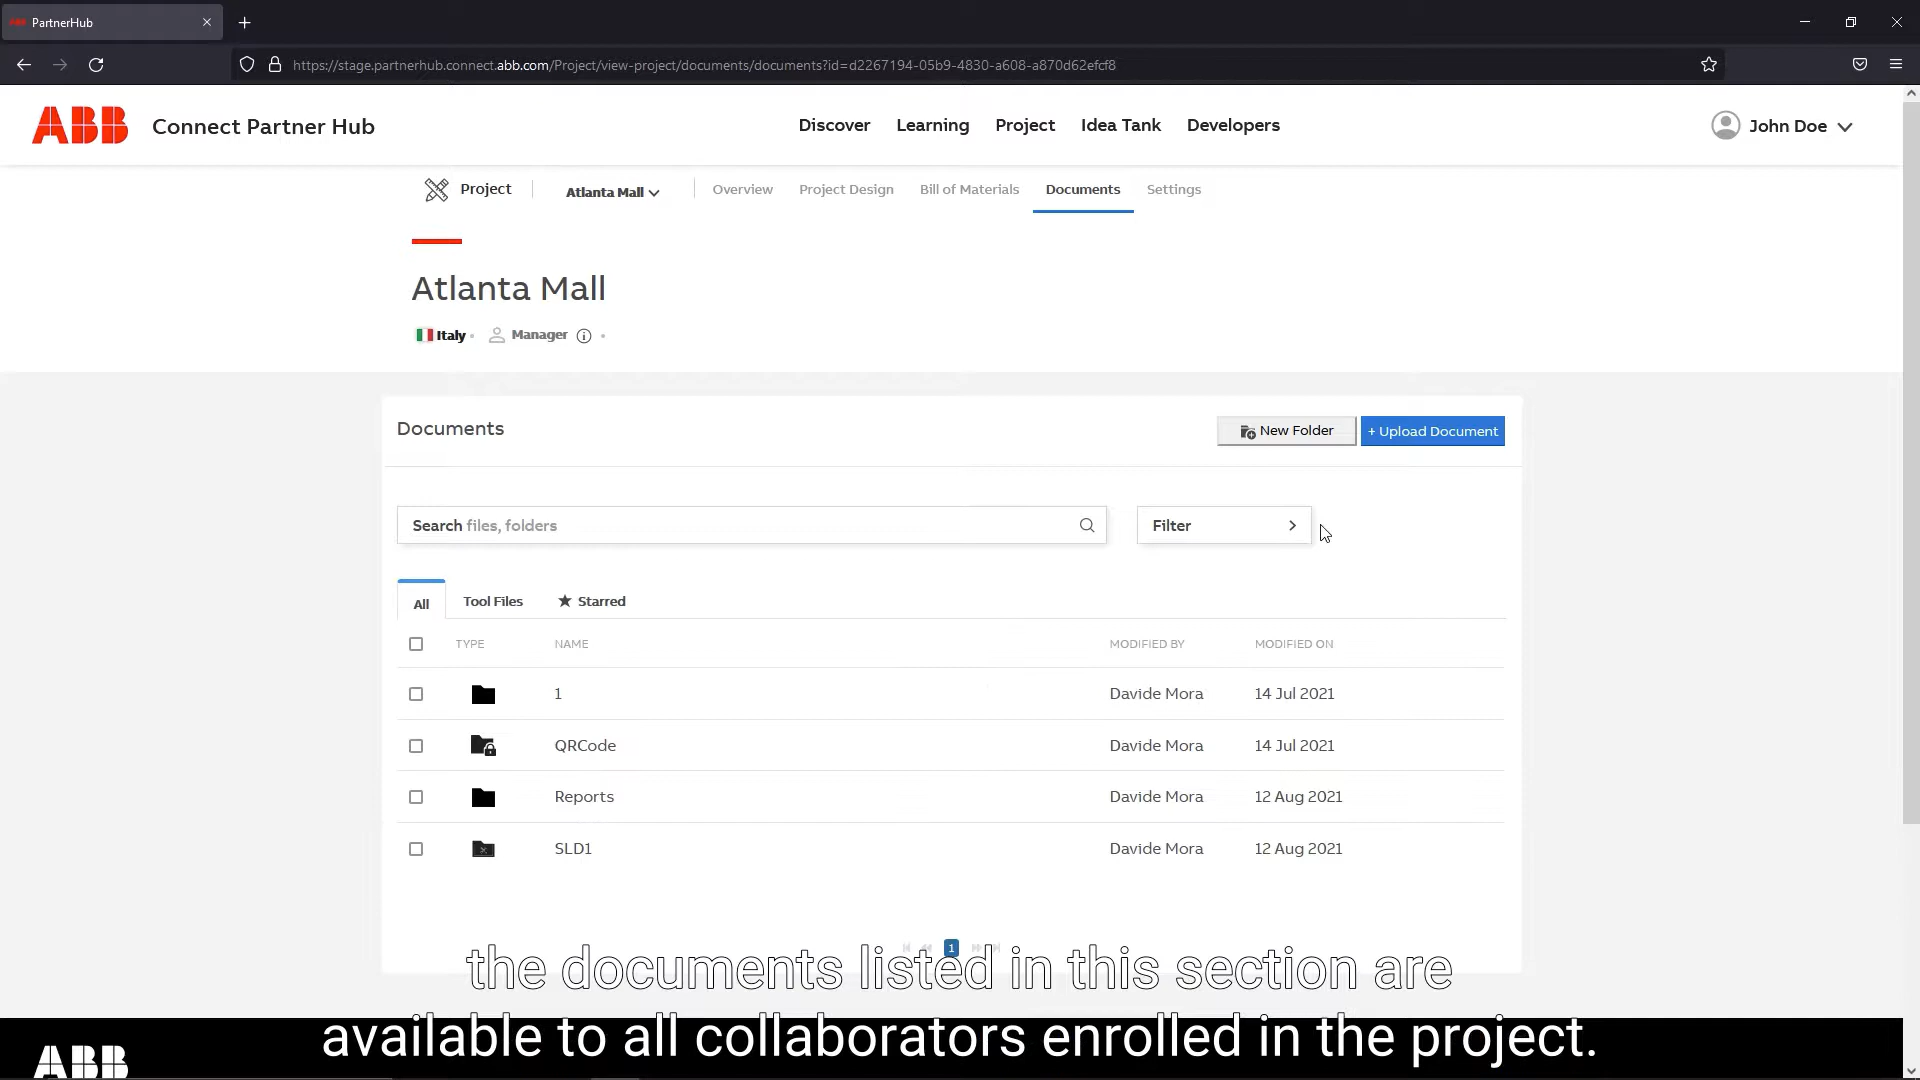 ABB PartnerHub
https://stage.partnerhub.connect.abb.com/Project/view-project/documents/documents?id=d2267194-05b9-4830-a608-a870d62efcf8
ABB Connect Partner Hub Discover Learning Project Idea Tank Developers John Doe
Project Atlanta Mall Overview Project Design Bill of Materials Documents Settings
Atlanta Mall
Italy Manager
Documents New Folder + Upload Document
Search files, folders Filter
All Tool Files Starred
TYPE NAME MODIFIED BY MODIFIED ON
1 Davide Mora 14 Jul 2021
QRCode Davide Mora 14 Jul 2021
Reports Davide Mora 12 Aug 2021
SLD1 Davide Mora 12 Aug 2021
1
the documents listed in this section are
available to all collaborators enrolled in the project.
ABB